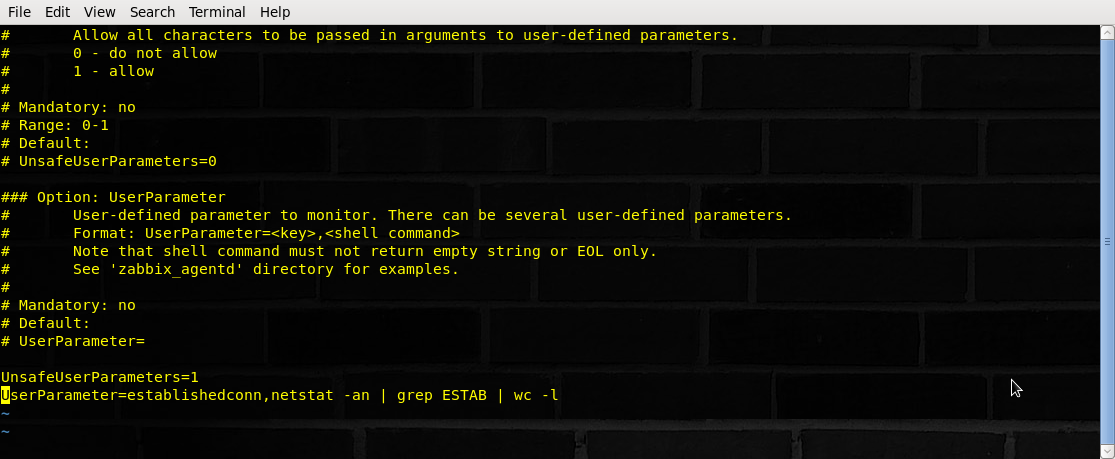 File Edit View Search Terminal Help
#       Allow all characters to be passed in arguments to user-defined parameters.
#       0 - do not allow
#       1 - allow
#
# Mandatory: no
# Range: 0-1
# Default:
# UnsafeUserParameters=0
### Option: UserParameter
#       User-defined parameter to monitor. There can be several user-defined parameters.
#       Format: UserParameter=<key>,<shell command>
#       Note that shell command must not return empty string or EOL only.
#       See 'zabbix_agentd' directory for examples.
#
# Mandatory: no
# Default:
# UserParameter=
UnsafeUserParameters=1
UserParameter=establishedconn,netstat -an | grep ESTAB | wc -l
~
~